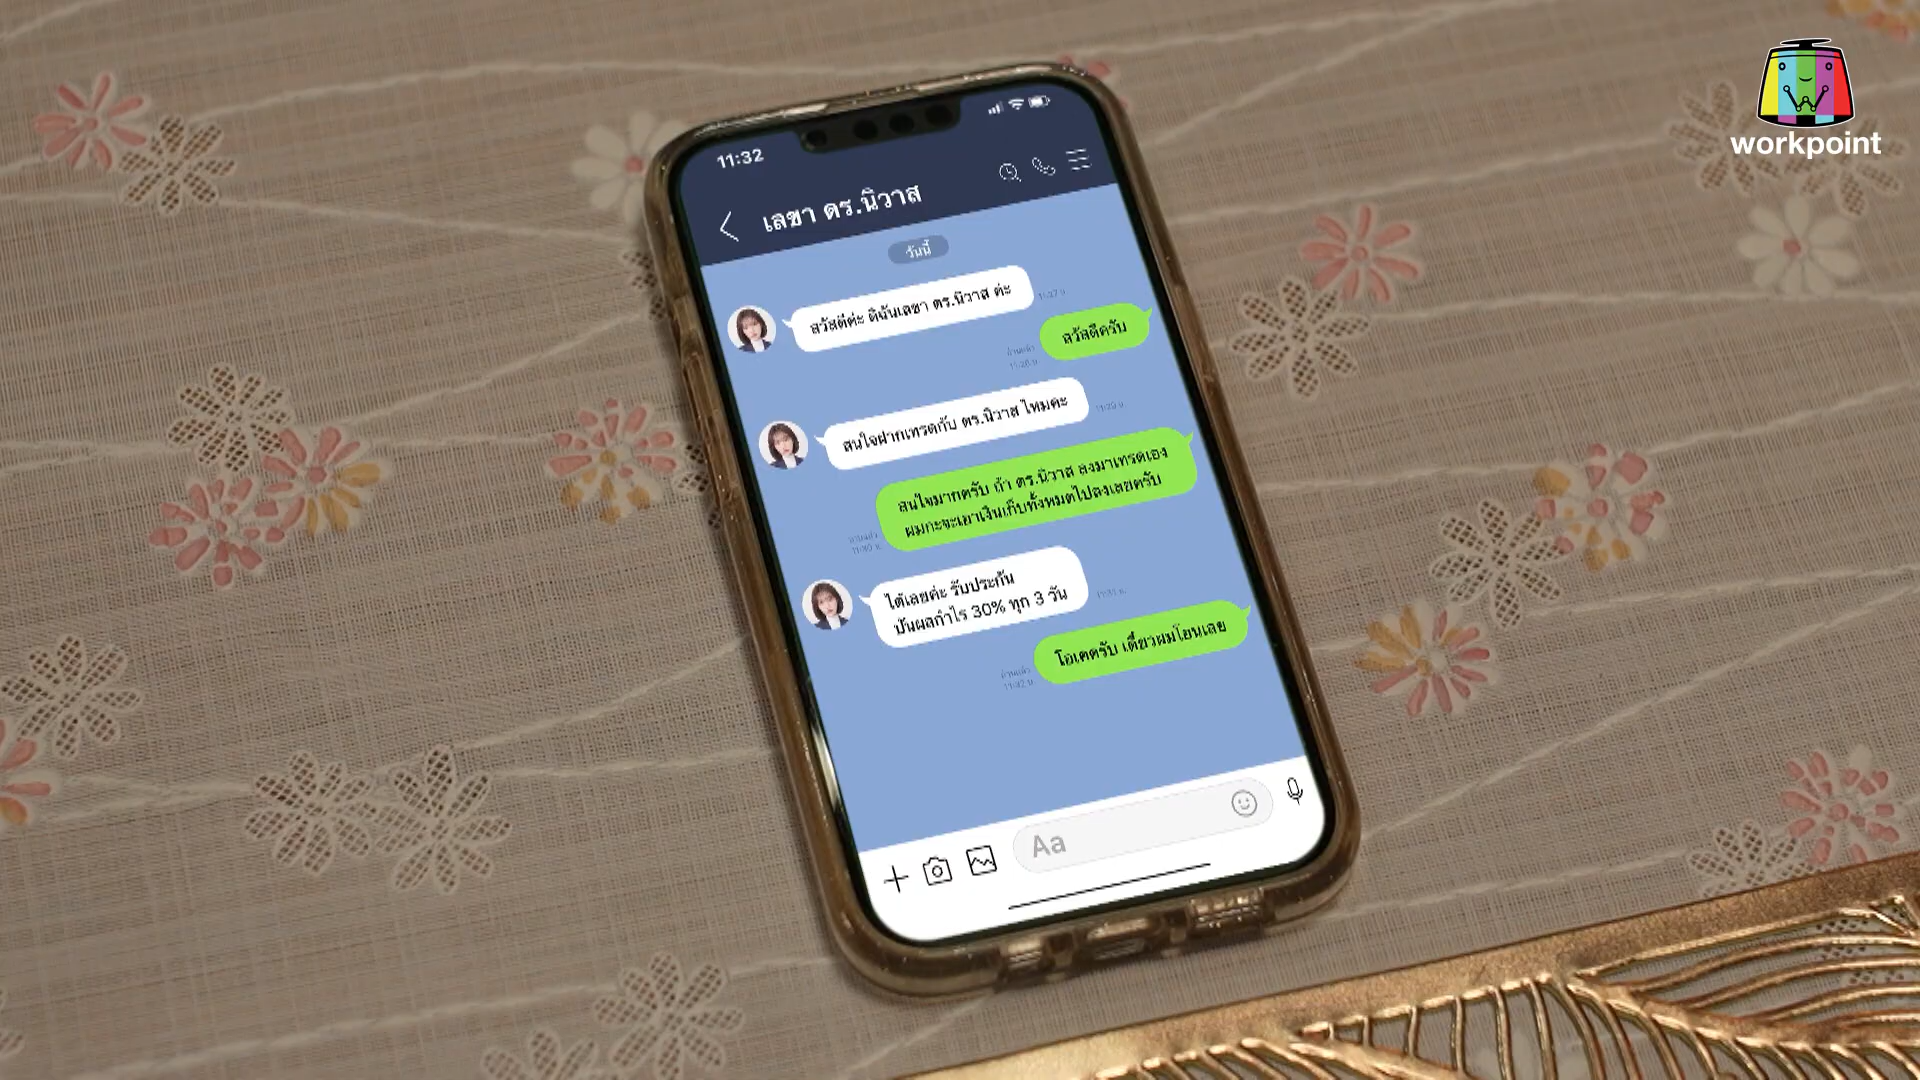 workpoint
11:32
เลขา ดร.นิวาส
วันนี้
สวัสดีค่ะ ดิฉันเลขา ดร.นิวาส ค่ะ
สวัสดีครับ
สนใจฝากเทรดกับ ดร.นิวาส ไหมคะ
สนใจมากครับ ถ้า ดร.นิวาส ลงมาเทรดเอง
ผมกะจะเอาเงินเก็บทั้งหมดไปลงเลยครับ
ได้เลยค่ะ รับประกัน
ปันผลกำไร 30% ทุก 3 วัน
โอเคครับ เดี๋ยวผมโอนเลย
Aa